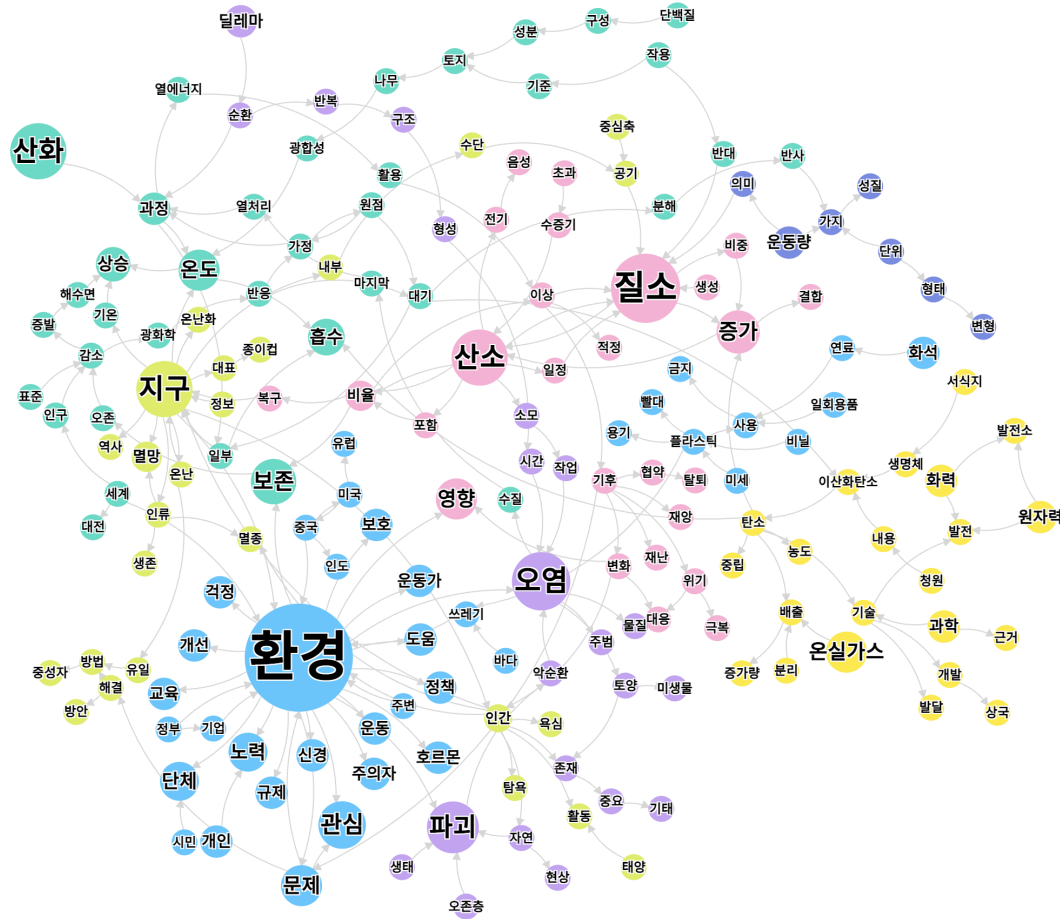 딜레마
단백질
구성
성분
작용
토지
나무
기준
열에너지
반복
순환
구조
중심축
산화
광합성
수단
음성
반대
반사
초과
공기
활용
의미
성질
과정
열처리
원점
전기
수증기
분해
형성
가지
운동량
비중
가정
단위
상승
온도
내부
해수면
반응
마지막
대기
이상
질소
생성
형태
결합
기온
온난화
증발
광화학
흡수
증가
변형
감소
종이컵
적정
연료
화석
대표
산소
일정
금지
지구
서식지
표준
정보
복구
비율
빨대
일회용품
인구
오존
소모
포함
사용
발전소
역사
유럽
용기
플라스틱
비닐
멸망
일부
시간
작업
생명체
온난
보존
기후
협약
탈퇴
미세
이산화탄소
화력
세계
미국
영향
수질
인류
대전
중국
보호
재앙
탄소
원자력
발전
멸종
내용
생존
인도
변화
재난
중립
농도
걱정
운동가
오염
위기
청원
쓰레기
배출
기술
개선
환경
도움
물질
대응
극복
과학
주범
근거
온실가스
중성자
방법
유일
바다
해결
교육
정책
악순환
토양
미생물
증가량
분리
개발
방안
주변
인간
욕심
발달
상국
정부
기업
운동
노력
신경
호르몬
단체
규제
주의자
존재
탐욕
중요
기태
관심
파괴
활동
시민
개인
자연
생태
태양
현상
문제
오존층